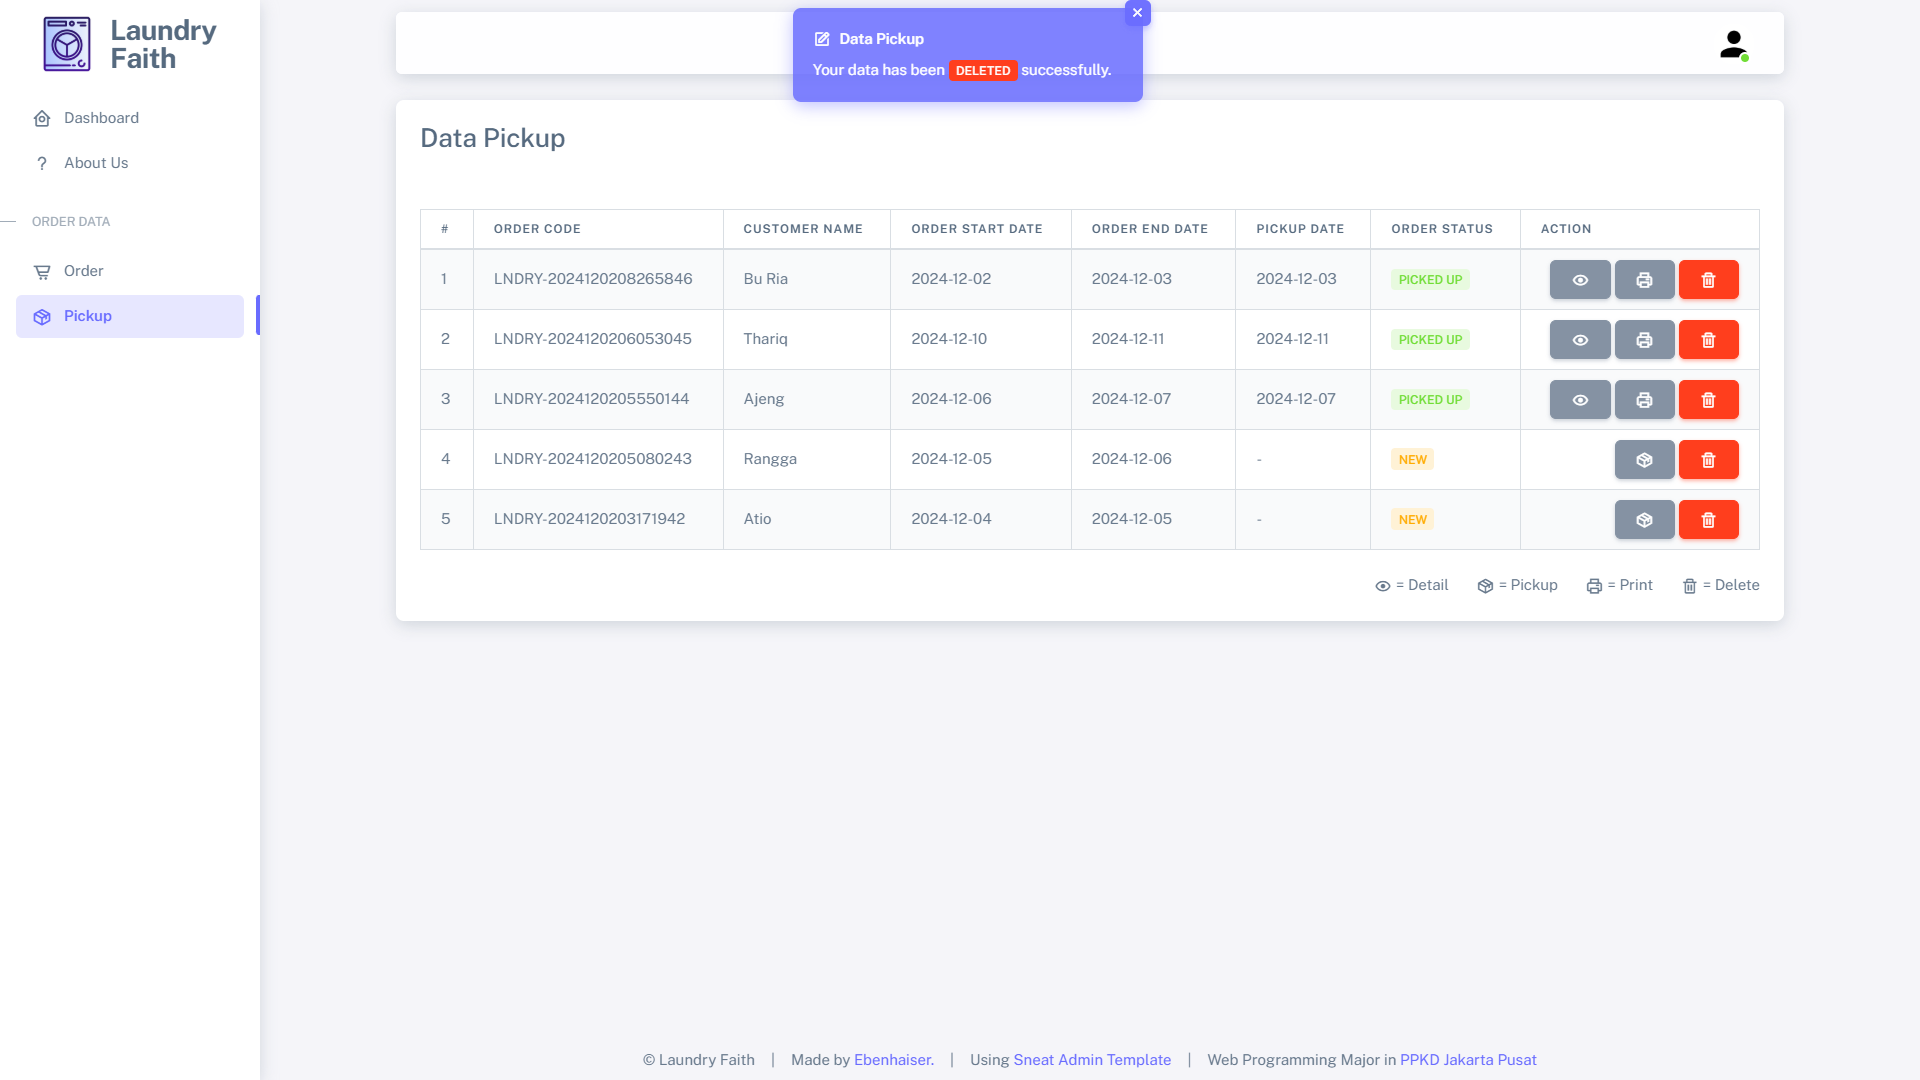 Laundry
Faith
Dashboard
? About Us
ORDER DATA
Order
Pickup
Data Pickup
Your data has been DELETED successfully.
Data Pickup
# ORDER CODE CUSTOMER NAME ORDER START DATE ORDER END DATE PICKUP DATE ORDER STATUS ACTION
1 LNDRY-2024120208265846 Bu Ria 2024-12-02 2024-12-03 2024-12-03 PICKED UP
2 LNDRY-2024120206053045 Thariq 2024-12-10 2024-12-11 2024-12-11 PICKED UP
3 LNDRY-2024120205550144 Ajeng 2024-12-06 2024-12-07 2024-12-07 PICKED UP
4 LNDRY-2024120205080243 Rangga 2024-12-05 2024-12-06 - NEW
5 LNDRY-2024120203171942 Atio 2024-12-04 2024-12-05 - NEW
= Detail = Pickup = Print = Delete
© Laundry Faith | Made by Ebenhaiser. | Using Sneat Admin Template | Web Programming Major in PPKD Jakarta Pusat